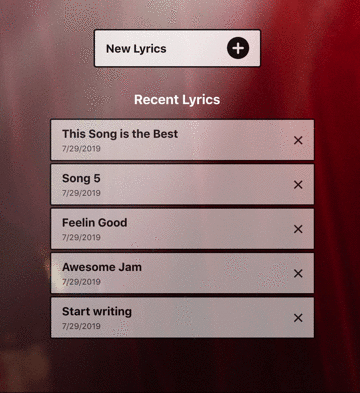 New Lyrics
Recent Lyrics
This Song is the Best
7/29/2019
Song 5
7/29/2019
Feelin Good
7/29/2019
Awesome Jam
7/29/2019
Start writing
7/29/2019